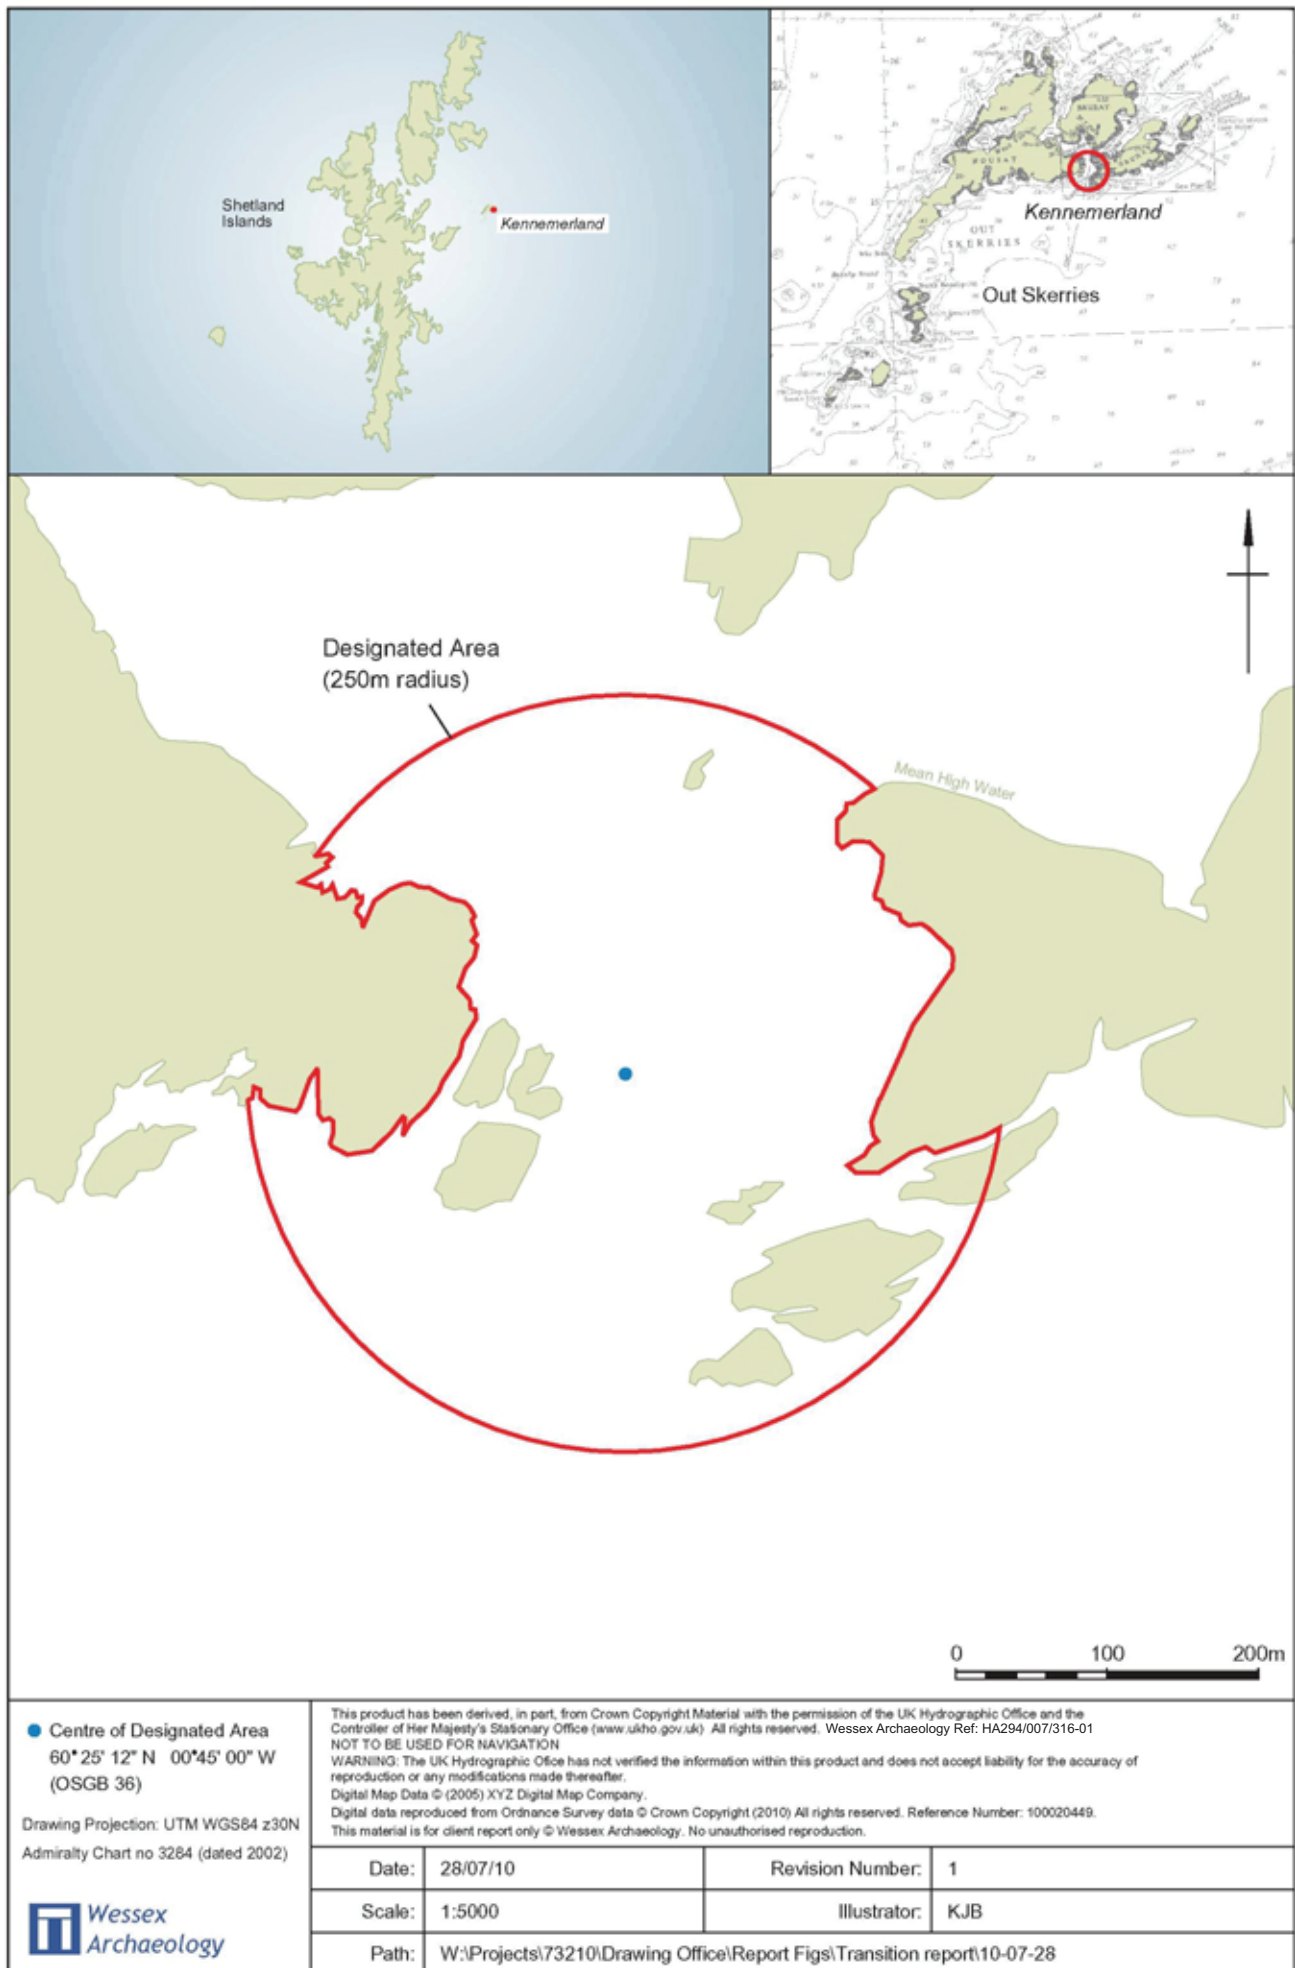 Shetland
Islands
Kennemerland
SKERRIES
OUT
Kennemerland
Out Skerries
Designated Area
(250m radius)
Mean High Water
0 100 200m
Centre of Designated Area
60° 25' 12" N 00°45' 00" W
(OSGB 36)
Drawing Projection: UTM WGS84 z30N
Admiralty Chart no 3284 (dated 2002)
Wessex
Archaeology
This product has been derived, in part, from Crown Copyright Material with the permission of the UK Hydrographic Office and the
Controller of Her Majesty's Stationary Office (www.ukho.gov.uk) All rights reserved. Wessex Archaeology Ref: HA294/007/316-01
NOT TO BE USED FOR NAVIGATION
WARNING: The UK Hydrographic Ofice has not verified the information within this product and does not accept liability for the accuracy of
reproduction or any modifications made thereafter.
Digital Map Data © (2005) XYZ Digital Map Company.
Digital data reproduced from Ordnance Survey data © Crown Copyright (2010) All rights reserved. Reference Number: 100020449.
This material is for client report only © Wessex Archaeology. No unauthorised reproduction.
Date: 28/07/10 Revision Number: 1
Scale: 1:5000 Illustrator: KJB
Path: W:\Projects\73210\Drawing Office\Report Figs\Transition report\10-07-28